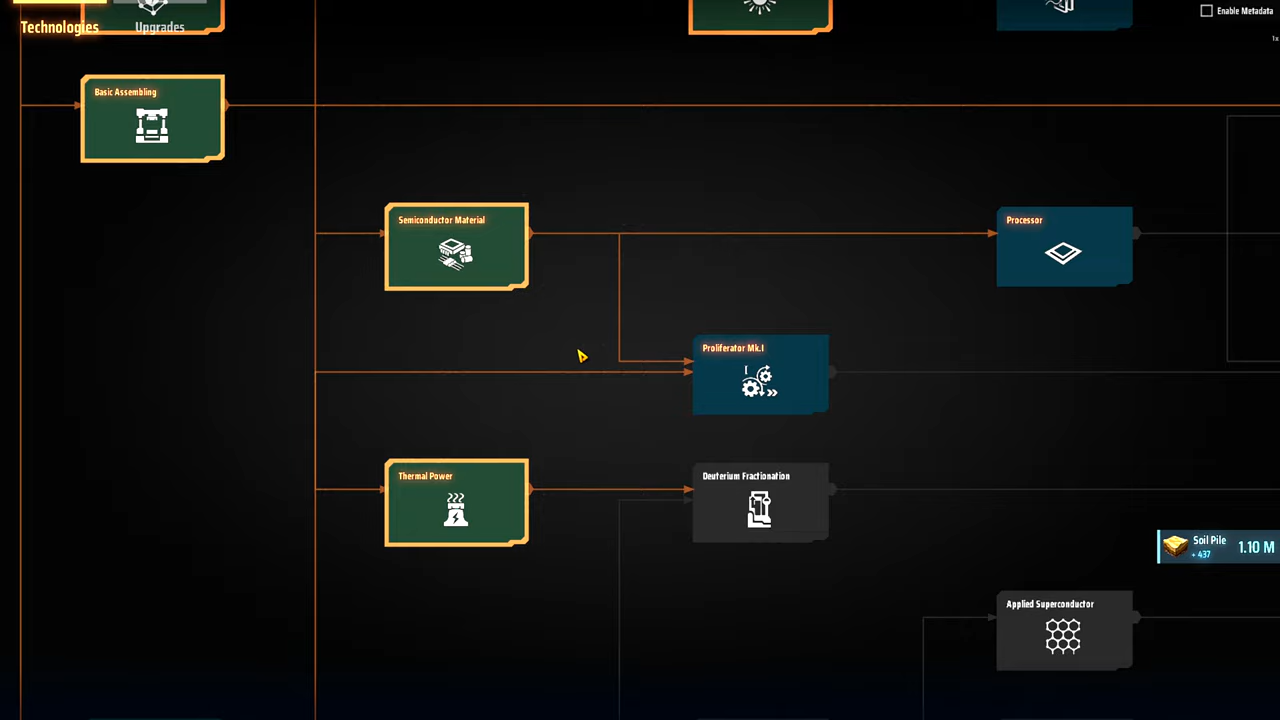 Technologies
Upgrades
Enable Metadata
1x
Basic Assembling
Semiconductor Material
Processor
Proliferator Mk.I
I
Thermal Power
Deuterium Fractionation
Soil Pile
+ 437
1.10 M
Applied Superconductor